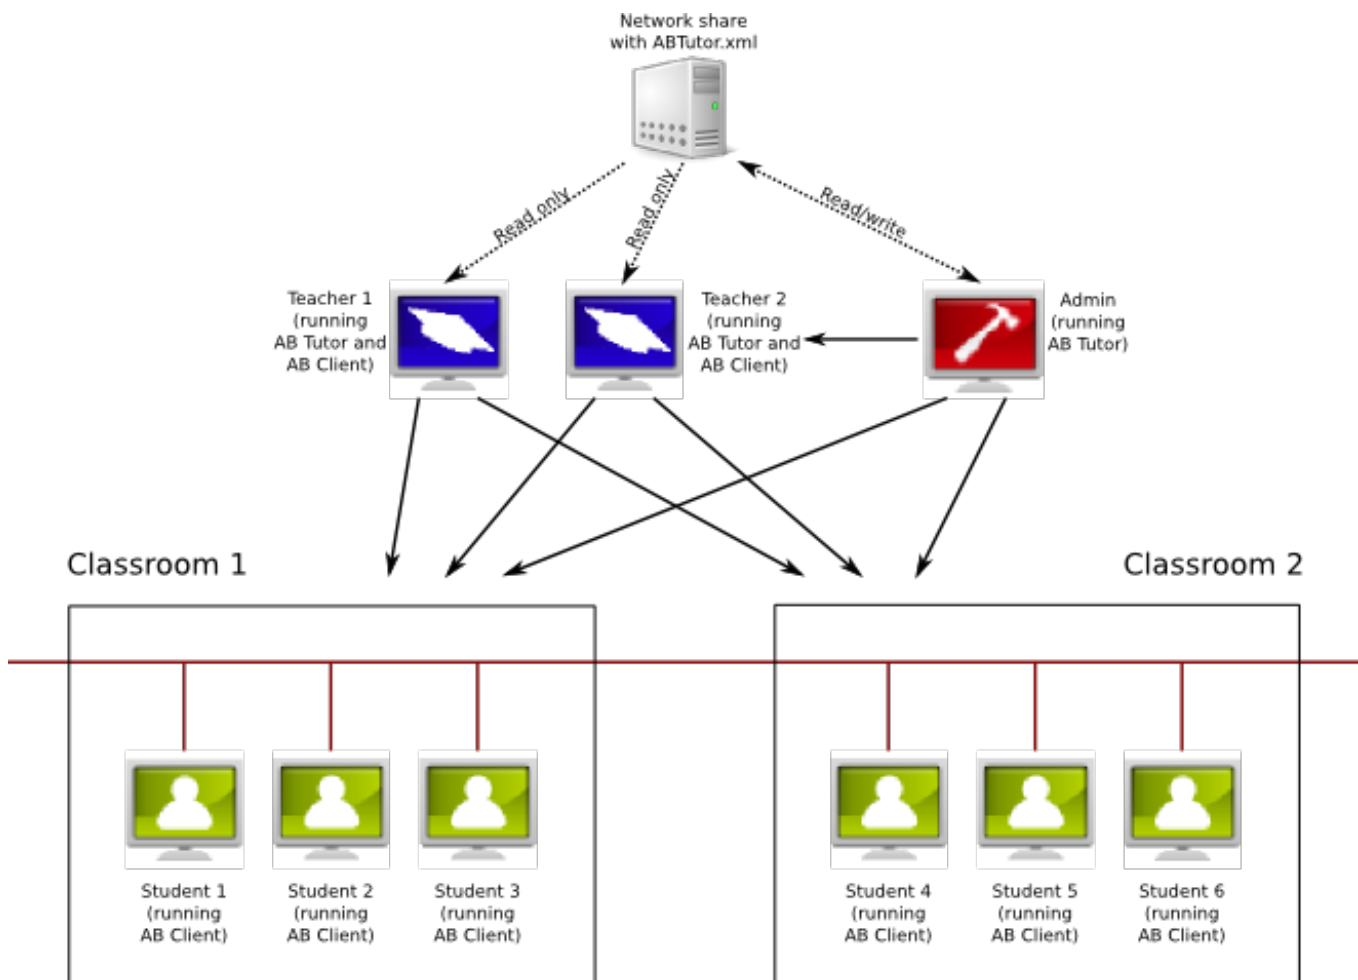 Network share
with ABTutor.xml
Read only
Read only
Read/write
Teacher 1
(running
AB Tutor and
AB Client)
Teacher 2
(running
AB Tutor and
AB Client)
Admin
(running
AB Tutor)
Classroom 1
Classroom 2
Student 1
(running
AB Client)
Student 2
(running
AB Client)
Student 3
(running
AB Client)
Student 4
(running
AB Client)
Student 5
(running
AB Client)
Student 6
(running
AB Client)